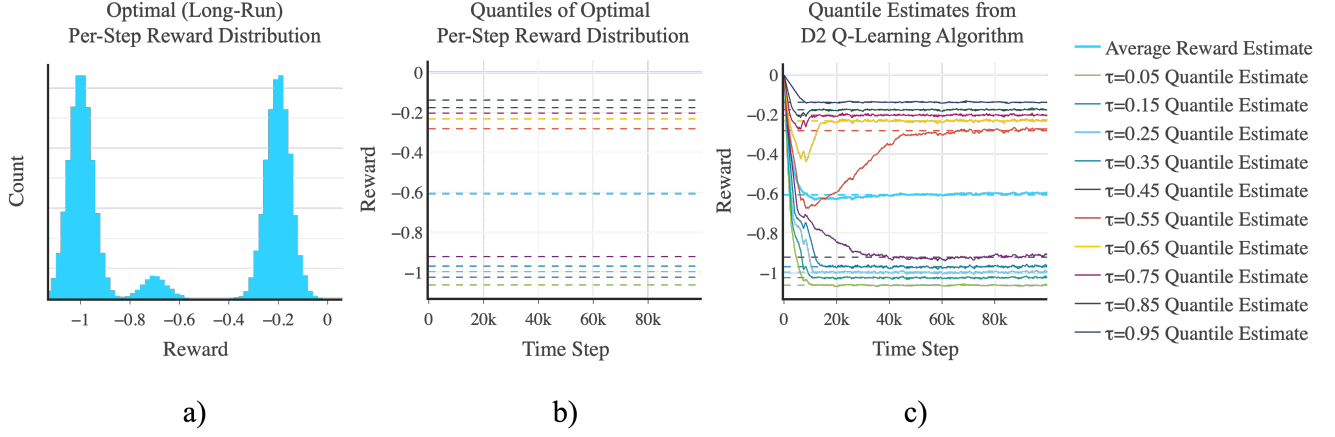 Optimal (Long-Run)
Per-Step Reward Distribution
Count
−1
−0.8
−0.6
−0.4
−0.2
0
Reward
a)
Quantiles of Optimal
Per-Step Reward Distribution
Reward
0
−0.2
−0.4
−0.6
−0.8
−1
0
20k
40k
60k
80k
Time Step
b)
Quantile Estimates from
D2 Q-Learning Algorithm
Reward
0
−0.2
−0.4
−0.6
−0.8
−1
0
20k
40k
60k
80k
Time Step
c)
Average Reward Estimate
τ=0.05 Quantile Estimate
τ=0.15 Quantile Estimate
τ=0.25 Quantile Estimate
τ=0.35 Quantile Estimate
τ=0.45 Quantile Estimate
τ=0.55 Quantile Estimate
τ=0.65 Quantile Estimate
τ=0.75 Quantile Estimate
τ=0.85 Quantile Estimate
τ=0.95 Quantile Estimate